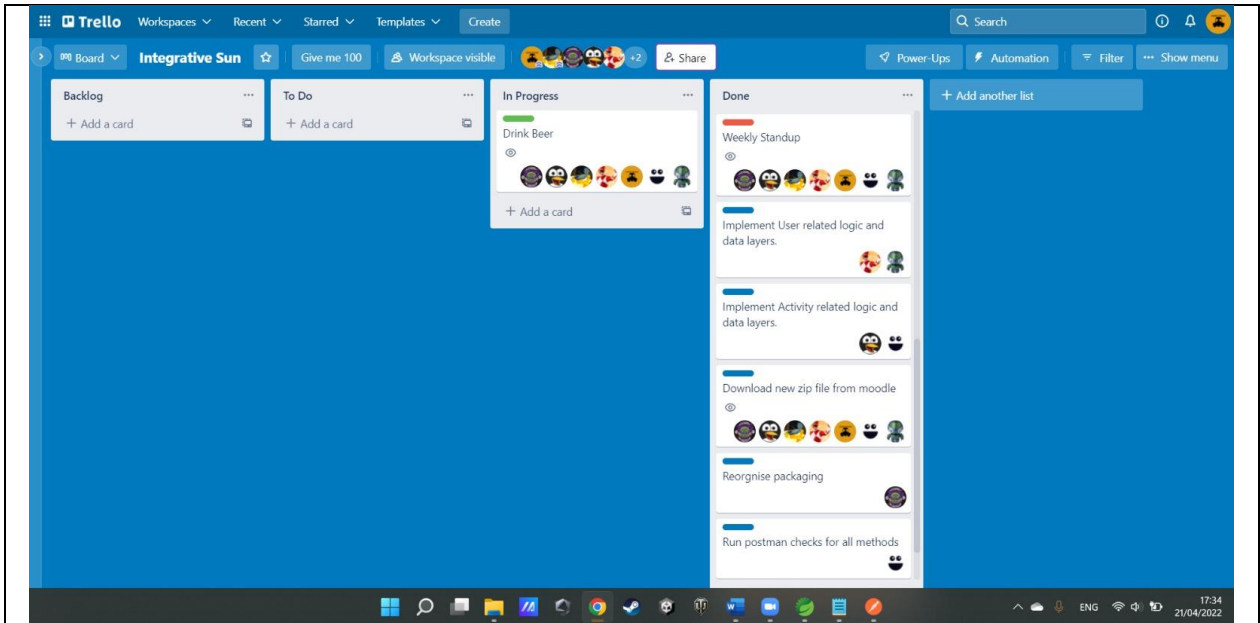 Trello Workspaces Recent Starred Templates Create Search
Board Integrative Sun Give me 100 Workspace visible +2 Share Power-Ups Automation Filter ··· Show menu
Backlog ···
+ Add a card
To Do ···
+ Add a card
In Progress ···
Drink Beer
+ Add a card
Done ···
Weekly Standup
Implement User related logic and
data layers.
Implement Activity related logic and
data layers.
Download new zip file from moodle
Reorgnise packaging
Run postman checks for all methods
+ Add another list
ENG 17:34
21/04/2022